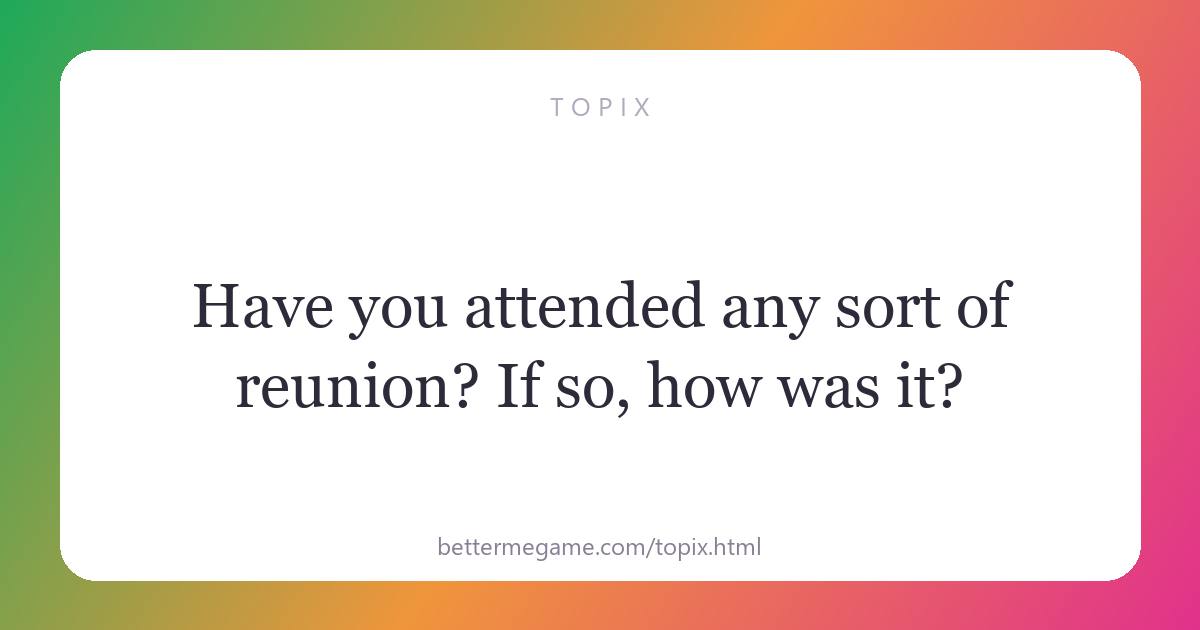 TOPIX
Have you attended any sort of
reunion? If so, how was it?
bettermegame.com/topix.html